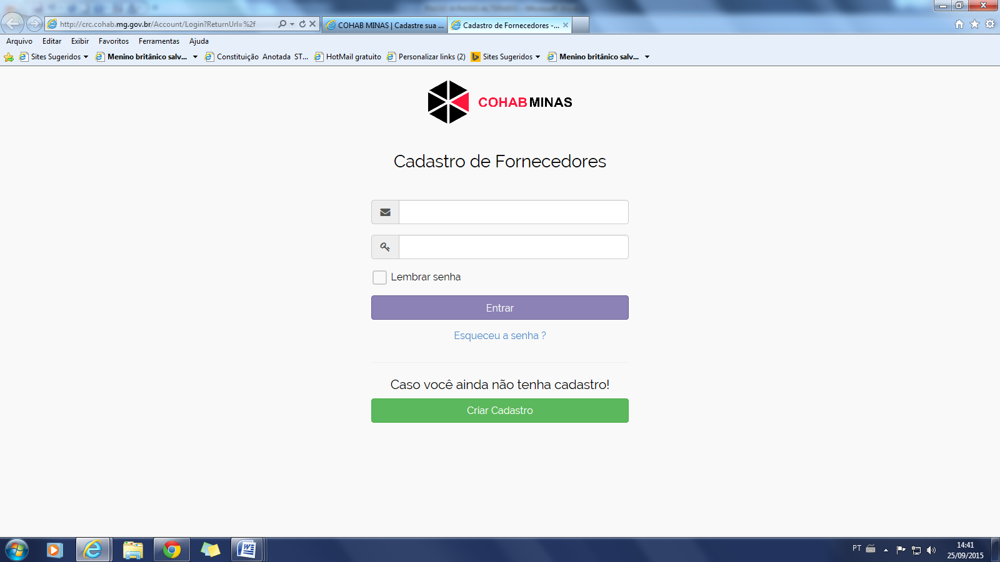 http://crc.cohab.mg.gov.br/Account/Login?ReturnUrl=%2f
COHAB MINAS | Cadastre sua ...
Cadastro de Fornecedores -...
Arquivo Editar Exibir Favoritos Ferramentas Ajuda
Sites Sugeridos Menino britânico salv... Constituição Anotada ST... HotMail gratuito Personalizar links (2) Sites Sugeridos Menino britânico salv...
COHAB MINAS
Cadastro de Fornecedores
Lembrar senha
Entrar
Esqueceu a senha ?
Caso você ainda não tenha cadastro!
Criar Cadastro
PT
14:41
25/09/2015